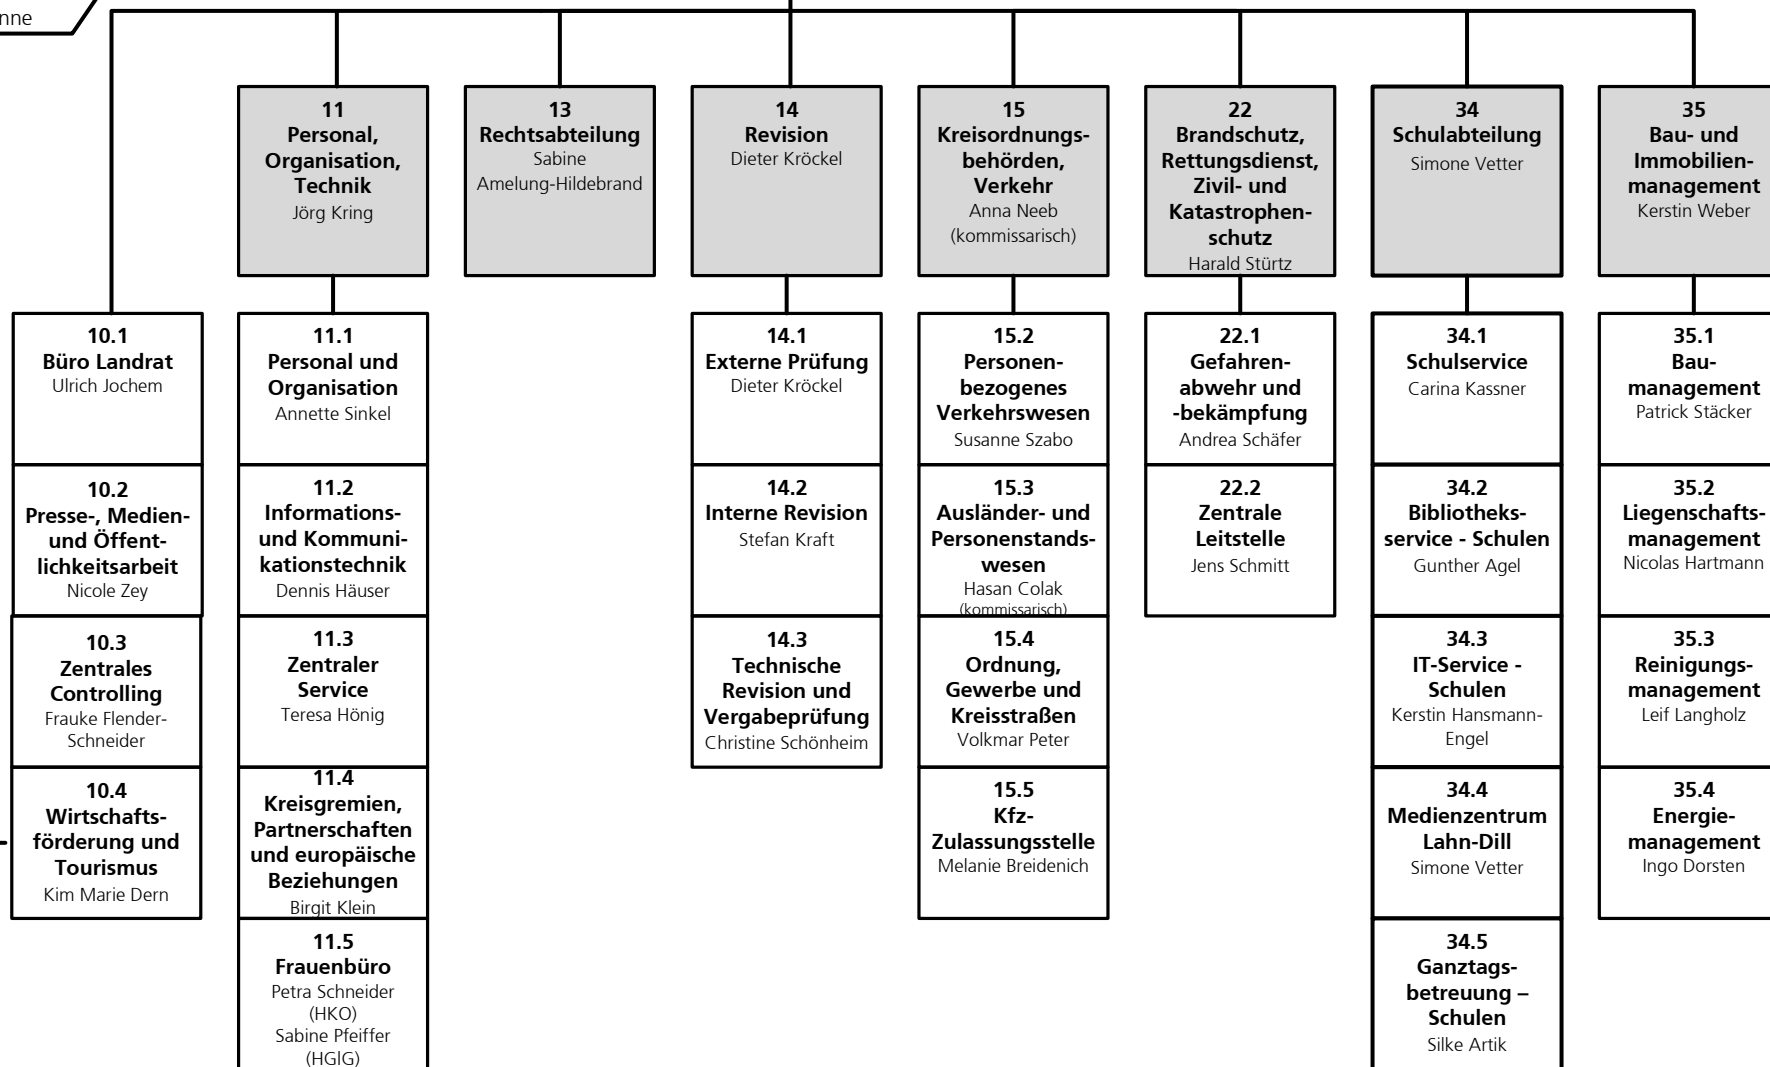 nne
11
Personal,
Organisation,
Technik
Jörg Kring
13
Rechtsabteilung
Sabine
Amelung-Hildebrand
14
Revision
Dieter Kröckel
15
Kreisordnungs-
behörden,
Verkehr
Anna Neeb
(kommissarisch)
22
Brandschutz,
Rettungsdienst,
Zivil- und
Katastrophen-
schutz
Harald Stürtz
34
Schulabteilung
Simone Vetter
35
Bau- und
Immobilien-
management
Kerstin Weber
10.1
Büro Landrat
Ulrich Jochem
10.2
Presse-, Medien-
und Öffent-
lichkeitsarbeit
Nicole Zey
10.3
Zentrales
Controlling
Frauke Flender-
Schneider
10.4
Wirtschafts-
förderung und
Tourismus
Kim Marie Dern
11.1
Personal und
Organisation
Annette Sinkel
11.2
Informations-
und Kommuni-
kationstechnik
Dennis Häuser
11.3
Zentraler
Service
Teresa Hönig
11.4
Kreisgremien,
Partnerschaften
und europäische
Beziehungen
Birgit Klein
11.5
Frauenbüro
Petra Schneider
(HKO)
Sabine Pfeiffer
(HGlG)
14.1
Externe Prüfung
Dieter Kröckel
14.2
Interne Revision
Stefan Kraft
14.3
Technische
Revision und
Vergabeprüfung
Christine Schönheim
15.2
Personen-
bezogenes
Verkehrswesen
Susanne Szabo
15.3
Ausländer- und
Personenstands-
wesen
Hasan Colak
(kommissarisch)
15.4
Ordnung,
Gewerbe und
Kreisstraßen
Volkmar Peter
15.5
Kfz-
Zulassungsstelle
Melanie Breidenich
22.1
Gefahren-
abwehr und
-bekämpfung
Andrea Schäfer
22.2
Zentrale
Leitstelle
Jens Schmitt
34.1
Schulservice
Carina Kassner
34.2
Bibliotheks-
service - Schulen
Gunther Agel
34.3
IT-Service -
Schulen
Kerstin Hansmann-
Engel
34.4
Medienzentrum
Lahn-Dill
Simone Vetter
34.5
Ganztags-
betreuung –
Schulen
Silke Artik
35.1
Bau-
management
Patrick Stäcker
35.2
Liegenschafts-
management
Nicolas Hartmann
35.3
Reinigungs-
management
Leif Langholz
35.4
Energie-
management
Ingo Dorsten